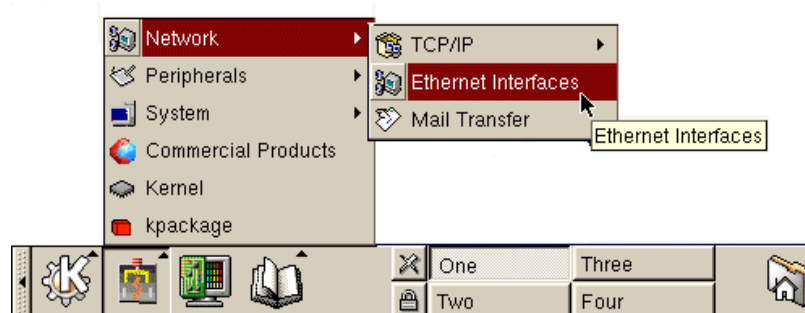 Network
Peripherals
System
Commercial Products
Kernel
kpackage
TCP/IP
Ethernet Interfaces
Mail Transfer
Ethernet Interfaces
One
Three
Two
Four